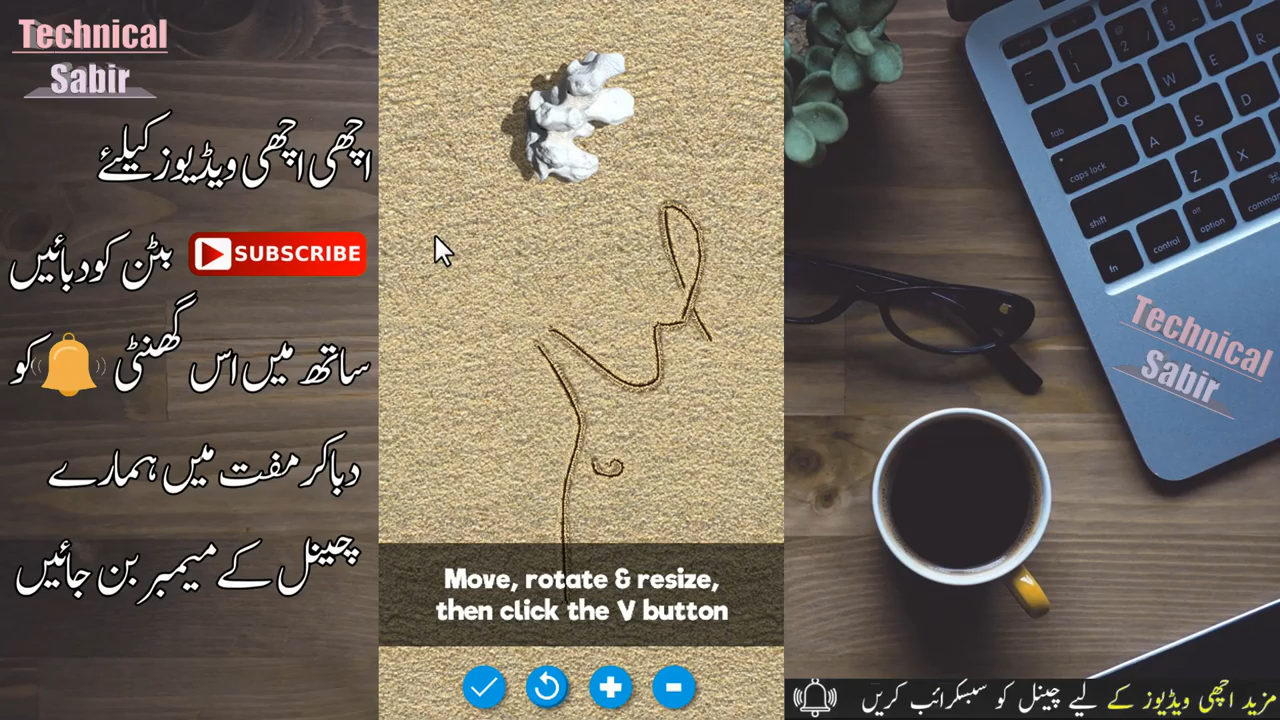 Technical
Sabir
اچھی اچھی ویڈیوز کیلئے
SUBSCRIBE بٹن کو دبائیں
ساتھ میں اس گھنٹی کو
دبا کر مفت میں ہمارے
چینل کے میمبر بن جائیں
Move, rotate & resize,
then click the V button
Technical
Sabir
مزید اچھی ویڈیوز کے لیے چینل کو سبسکرائب کریں